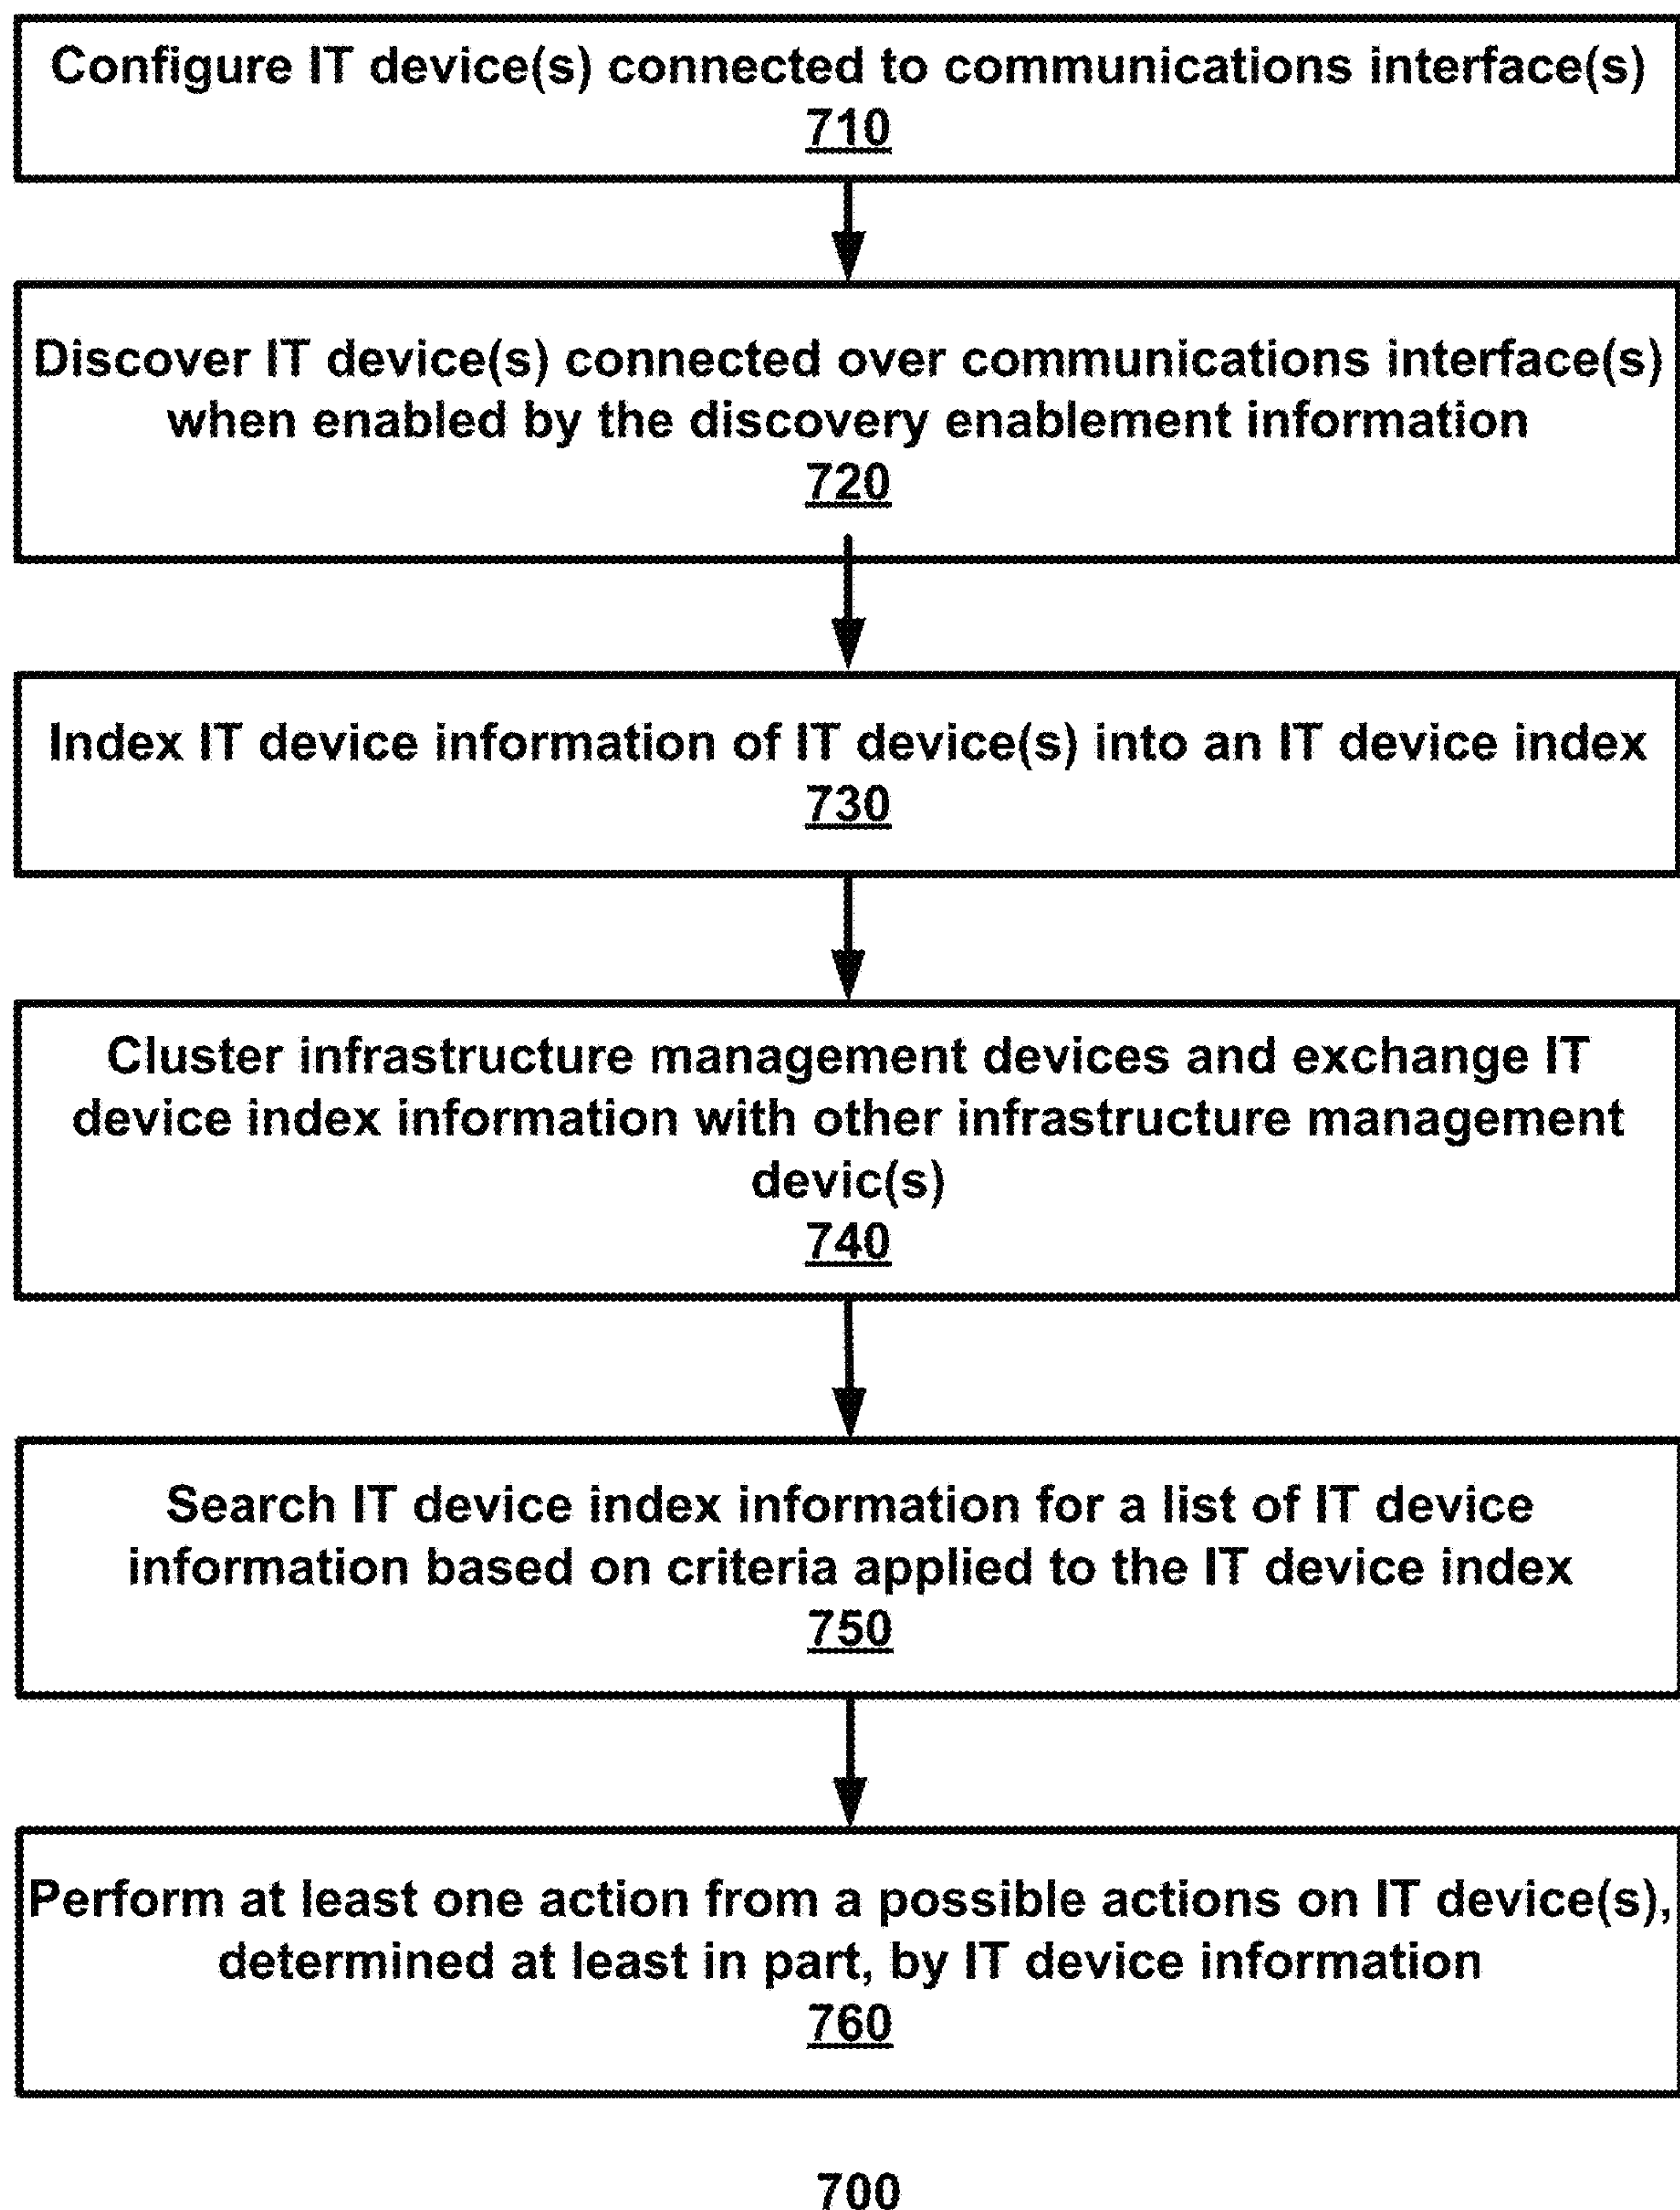 Configure IT device(s) connected to communications interface(s)
710
Discover IT device(s) connected over communications interface(s)
when enabled by the discovery enablement information
720
Index IT device information of IT device(s) into an IT device index
730
Cluster infrastructure management devices and exchange IT
device index information with other infrastructure management
devic(s)
740
Search IT device index information for a list of IT device
information based on criteria applied to the IT device index
750
Perform at least one action from a possible actions on IT device(s),
determined at least in part, by IT device information
760
700